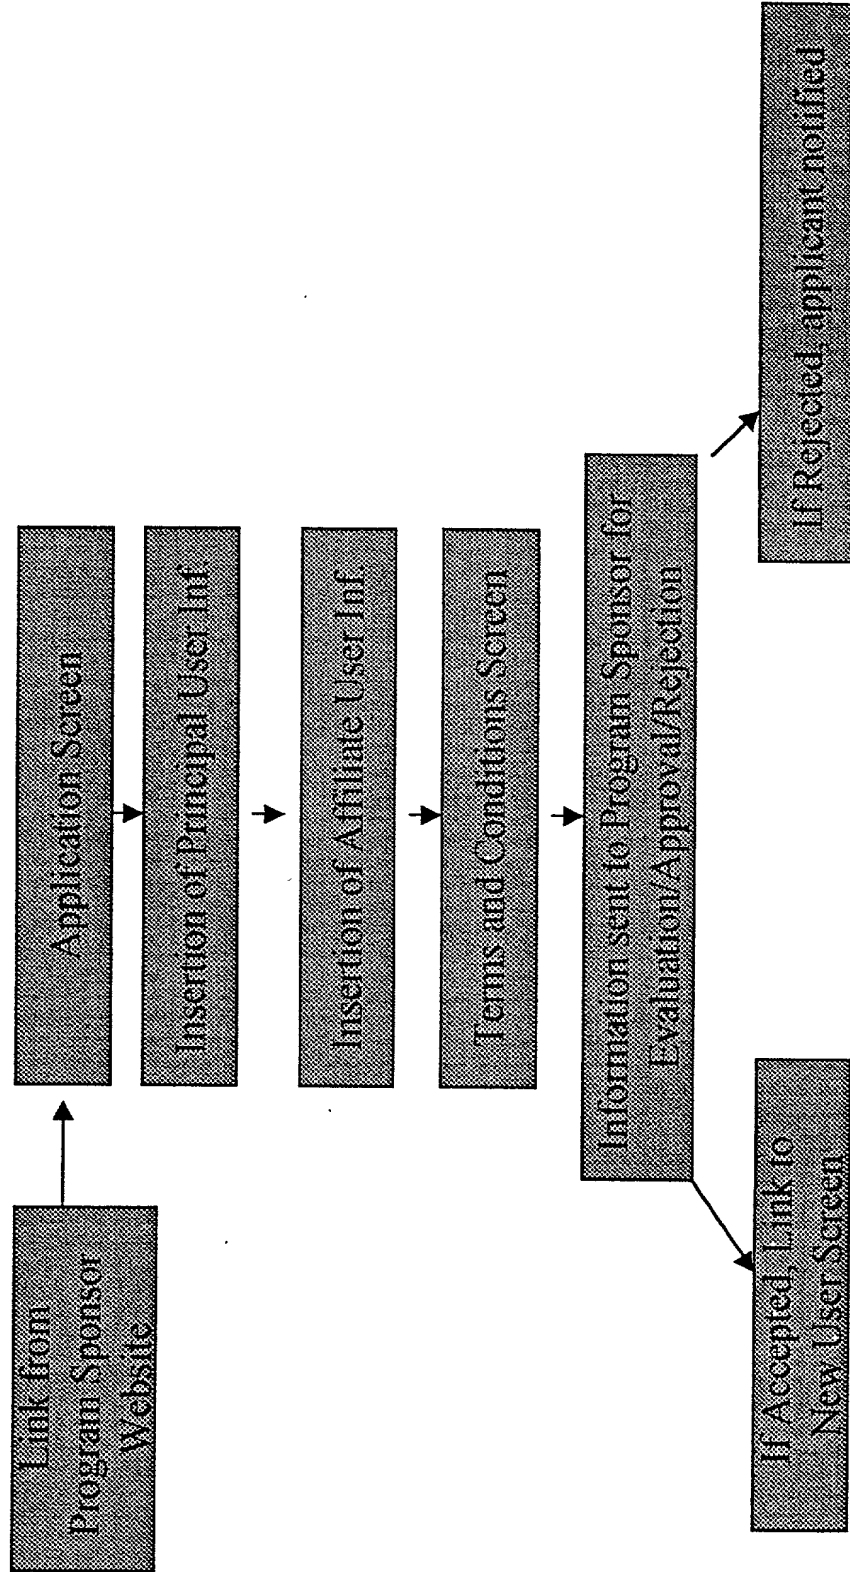 Link from
Program Sponsor
Website
Application Screen
Insertion of Principal User Inf.
Insertion of Affiliate User Inf.
Terms and Conditions Screen
Information sent to Program Sponsor for
Evaluation/Approval/Rejection
If Accepted, Link to
New User Screen
If Rejected, applicant notified